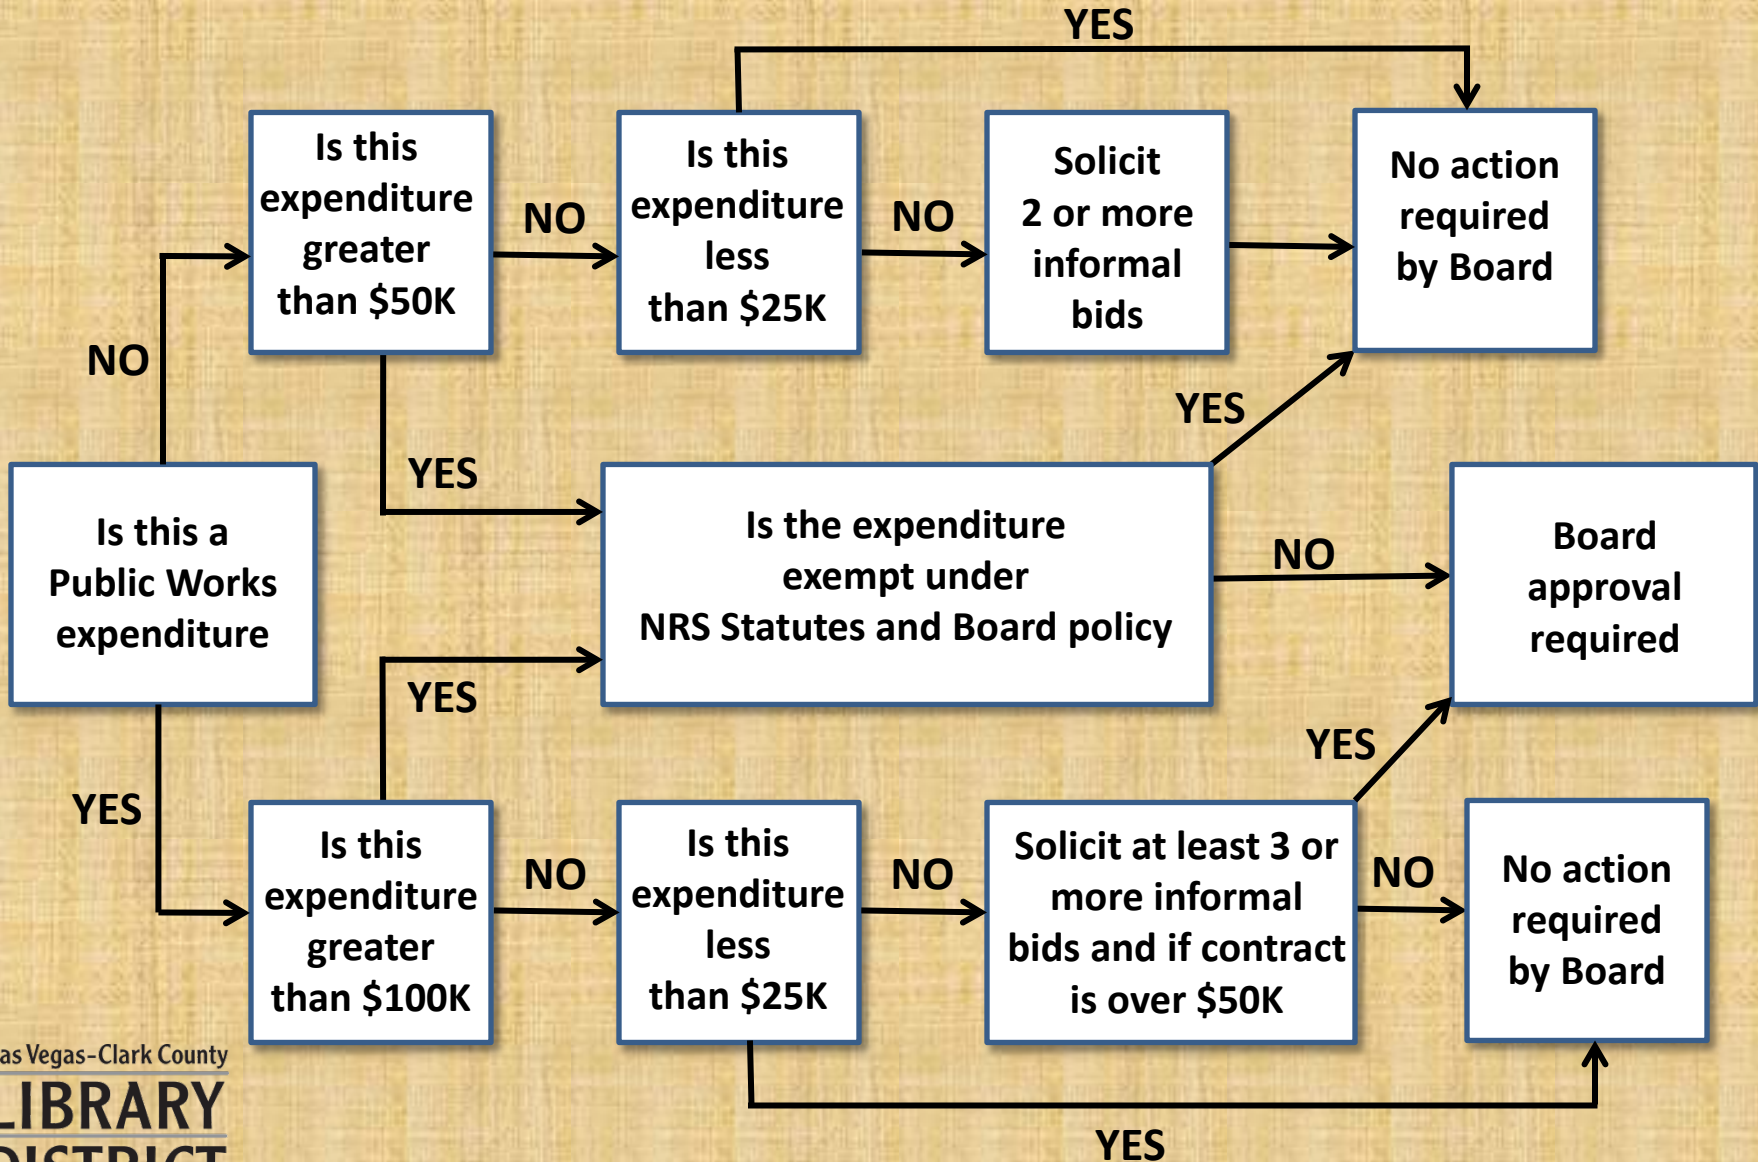 YES
Is this
expenditure
greater
than $50K
NO
Is this
expenditure
less
than $25K
NO
Solicit
2 or more
informal
bids
No action
required
by Board
NO
YES
YES
Is this a
Public Works
expenditure
Is the expenditure
exempt under
NRS Statutes and Board policy
NO
Board
approval
required
YES
YES
YES
Is this
expenditure
greater
than $100K
NO
Is this
expenditure
less
than $25K
NO
Solicit at least 3 or
more informal
bids and if contract
is over $50K
NO
No action
required
by Board
YES
as Vegas-Clark County
LIBRARY
DISTRICT